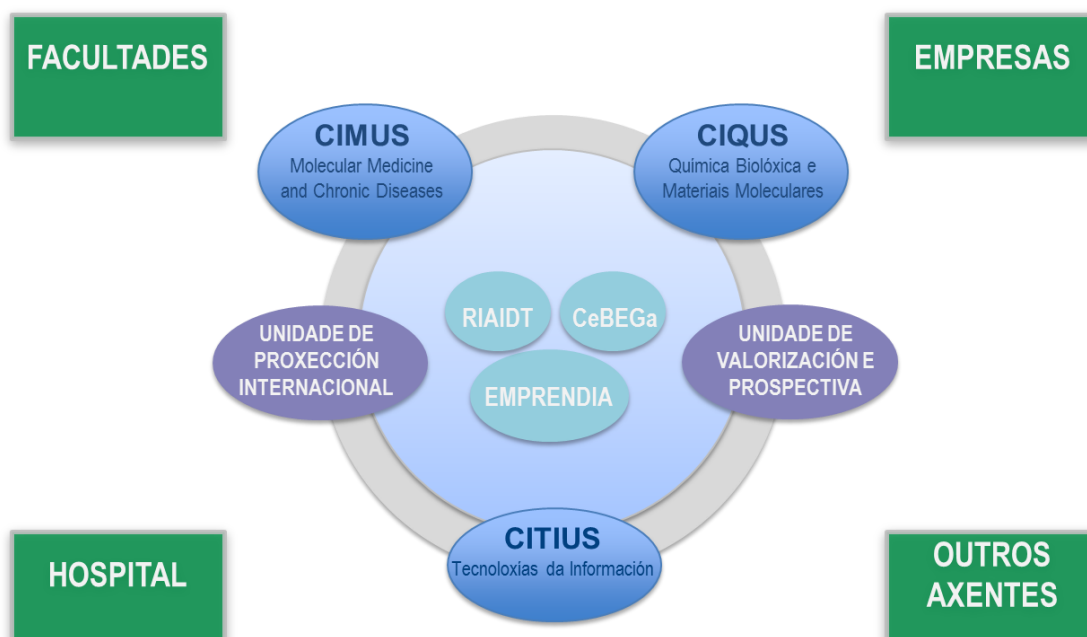 FACULTADES
EMPRESAS
CIMUS
Molecular Medicine
and Chronic Diseases
CIQUS
Química Biolóxica e
Materiais Moleculares
RIAIDT
CeBEGa
EMPRENDIA
UNIDADE DE
PROXECCIÓN
INTERNACIONAL
UNIDADE DE
VALORIZACIÓN E
PROSPECTIVA
CITIUS
Tecnoloxías da Información
HOSPITAL
OUTROS
AXENTES